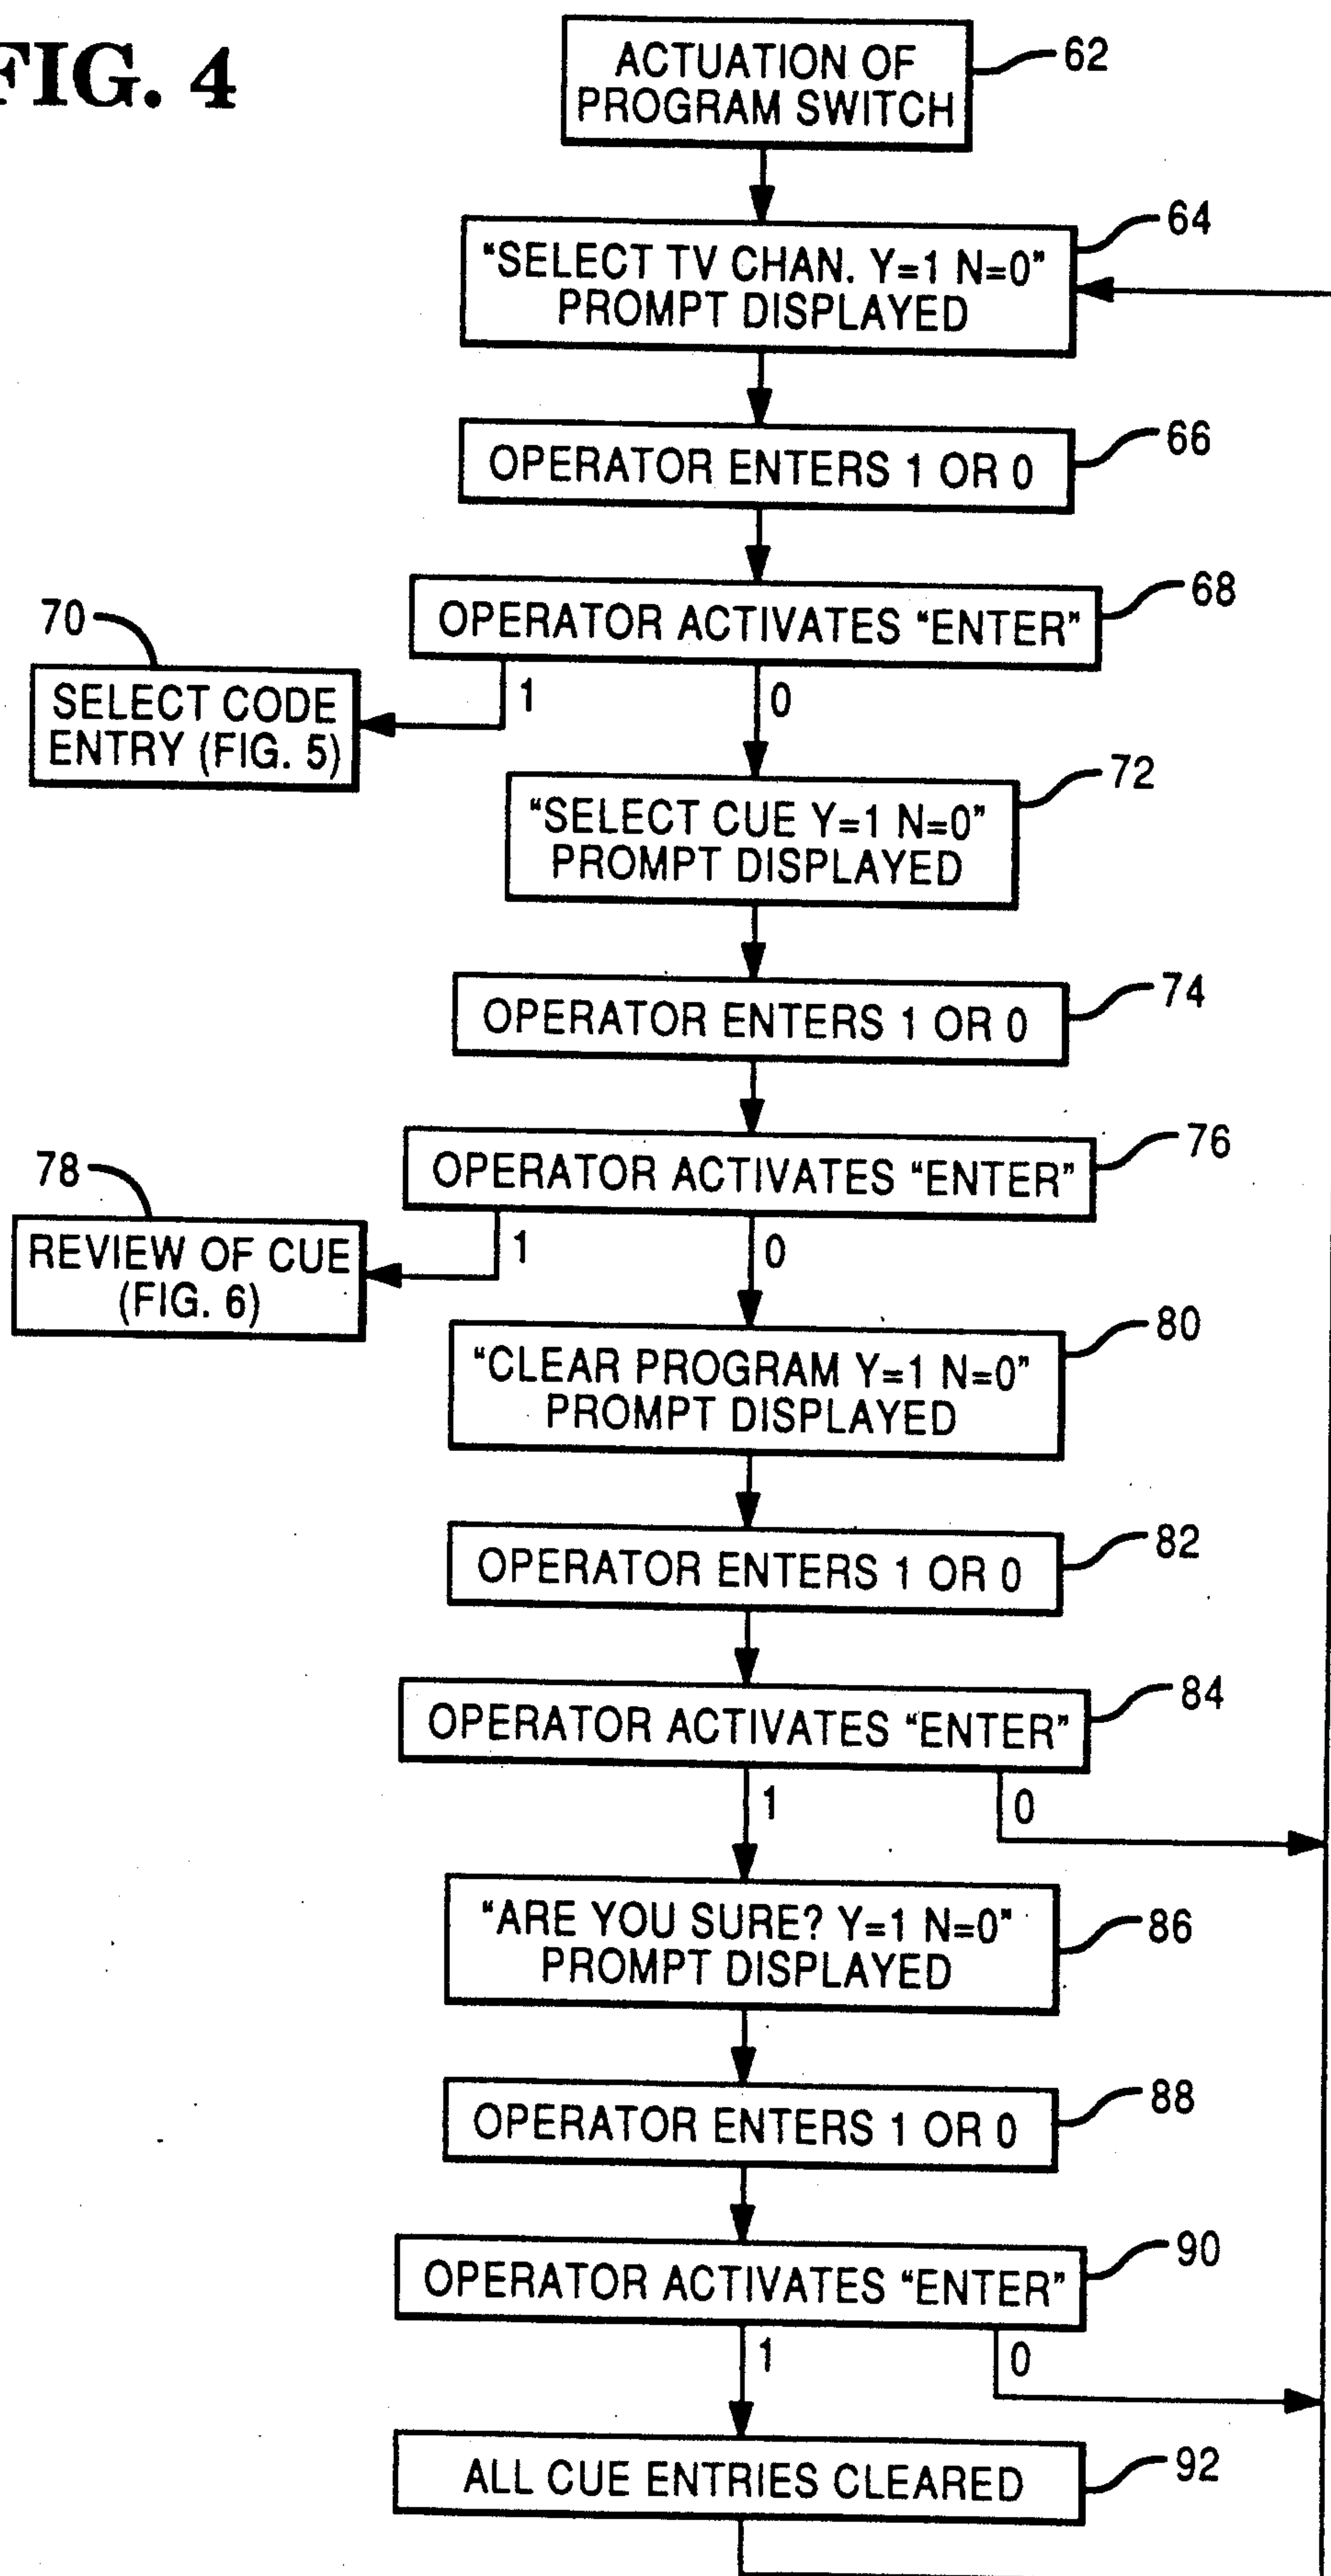 FIG. 4
ACTUATION OF
PROGRAM SWITCH
62
"SELECT TV CHAN. Y=1 N=0"
PROMPT DISPLAYED
64
OPERATOR ENTERS 1 OR 0
66
OPERATOR ACTIVATES "ENTER"
68
1
0
70
SELECT CODE
ENTRY (FIG. 5)
"SELECT CUE Y=1 N=0"
PROMPT DISPLAYED
72
OPERATOR ENTERS 1 OR 0
74
OPERATOR ACTIVATES "ENTER"
76
1
0
78
REVIEW OF CUE
(FIG. 6)
"CLEAR PROGRAM Y=1 N=0"
PROMPT DISPLAYED
80
OPERATOR ENTERS 1 OR 0
82
OPERATOR ACTIVATES "ENTER"
84
1
0
"ARE YOU SURE? Y=1 N=0"
PROMPT DISPLAYED
86
OPERATOR ENTERS 1 OR 0
88
OPERATOR ACTIVATES "ENTER"
90
1
0
ALL CUE ENTRIES CLEARED
92